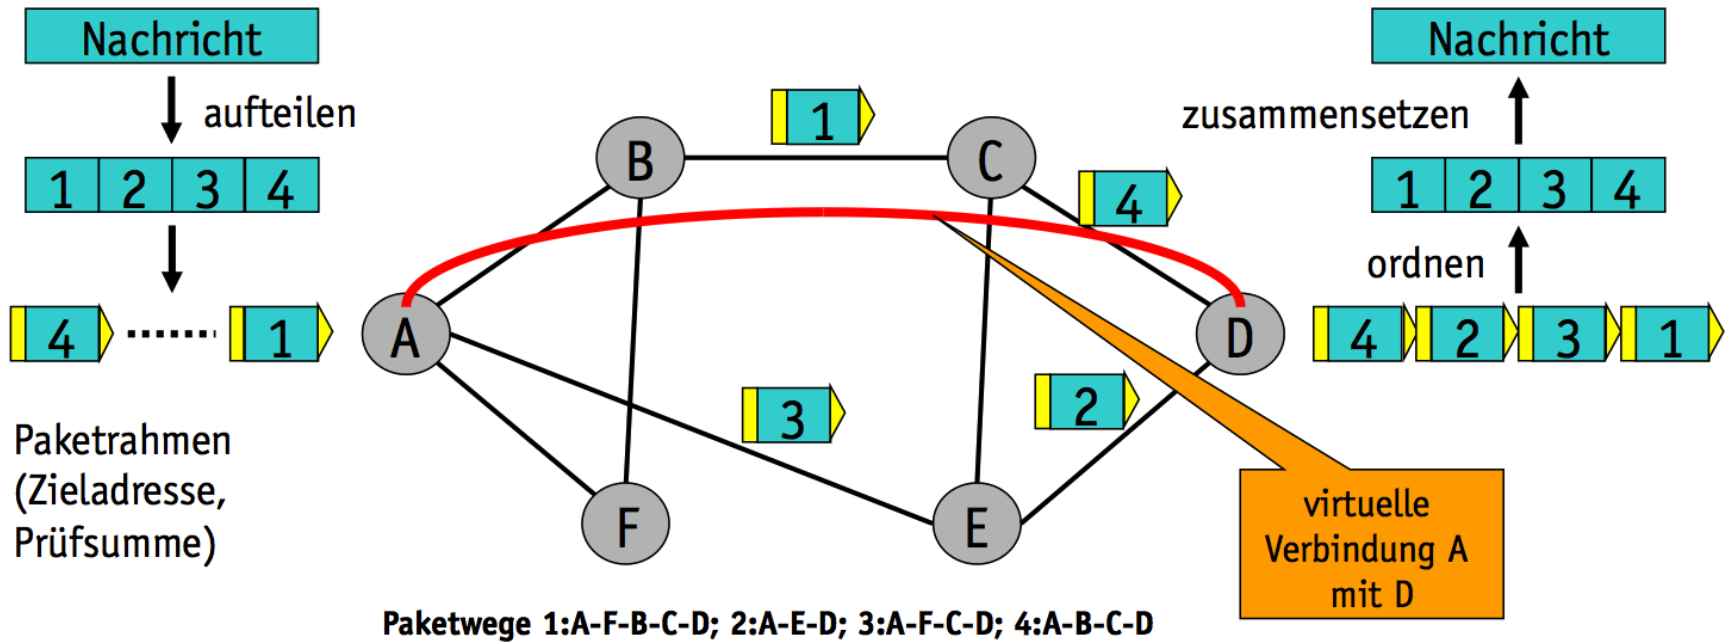 Nachricht
aufteilen
1 2 3 4
4 1
Paketrahmen
(Zieladresse,
Prüfsumme)
A
B
C
D
E
F
1
4
3
2
virtuelle
Verbindung A
mit D
Nachricht
zusammensetzen
1 2 3 4
ordnen
4 2 3 1
Paketwege 1:A-F-B-C-D; 2:A-E-D; 3:A-F-C-D; 4:A-B-C-D